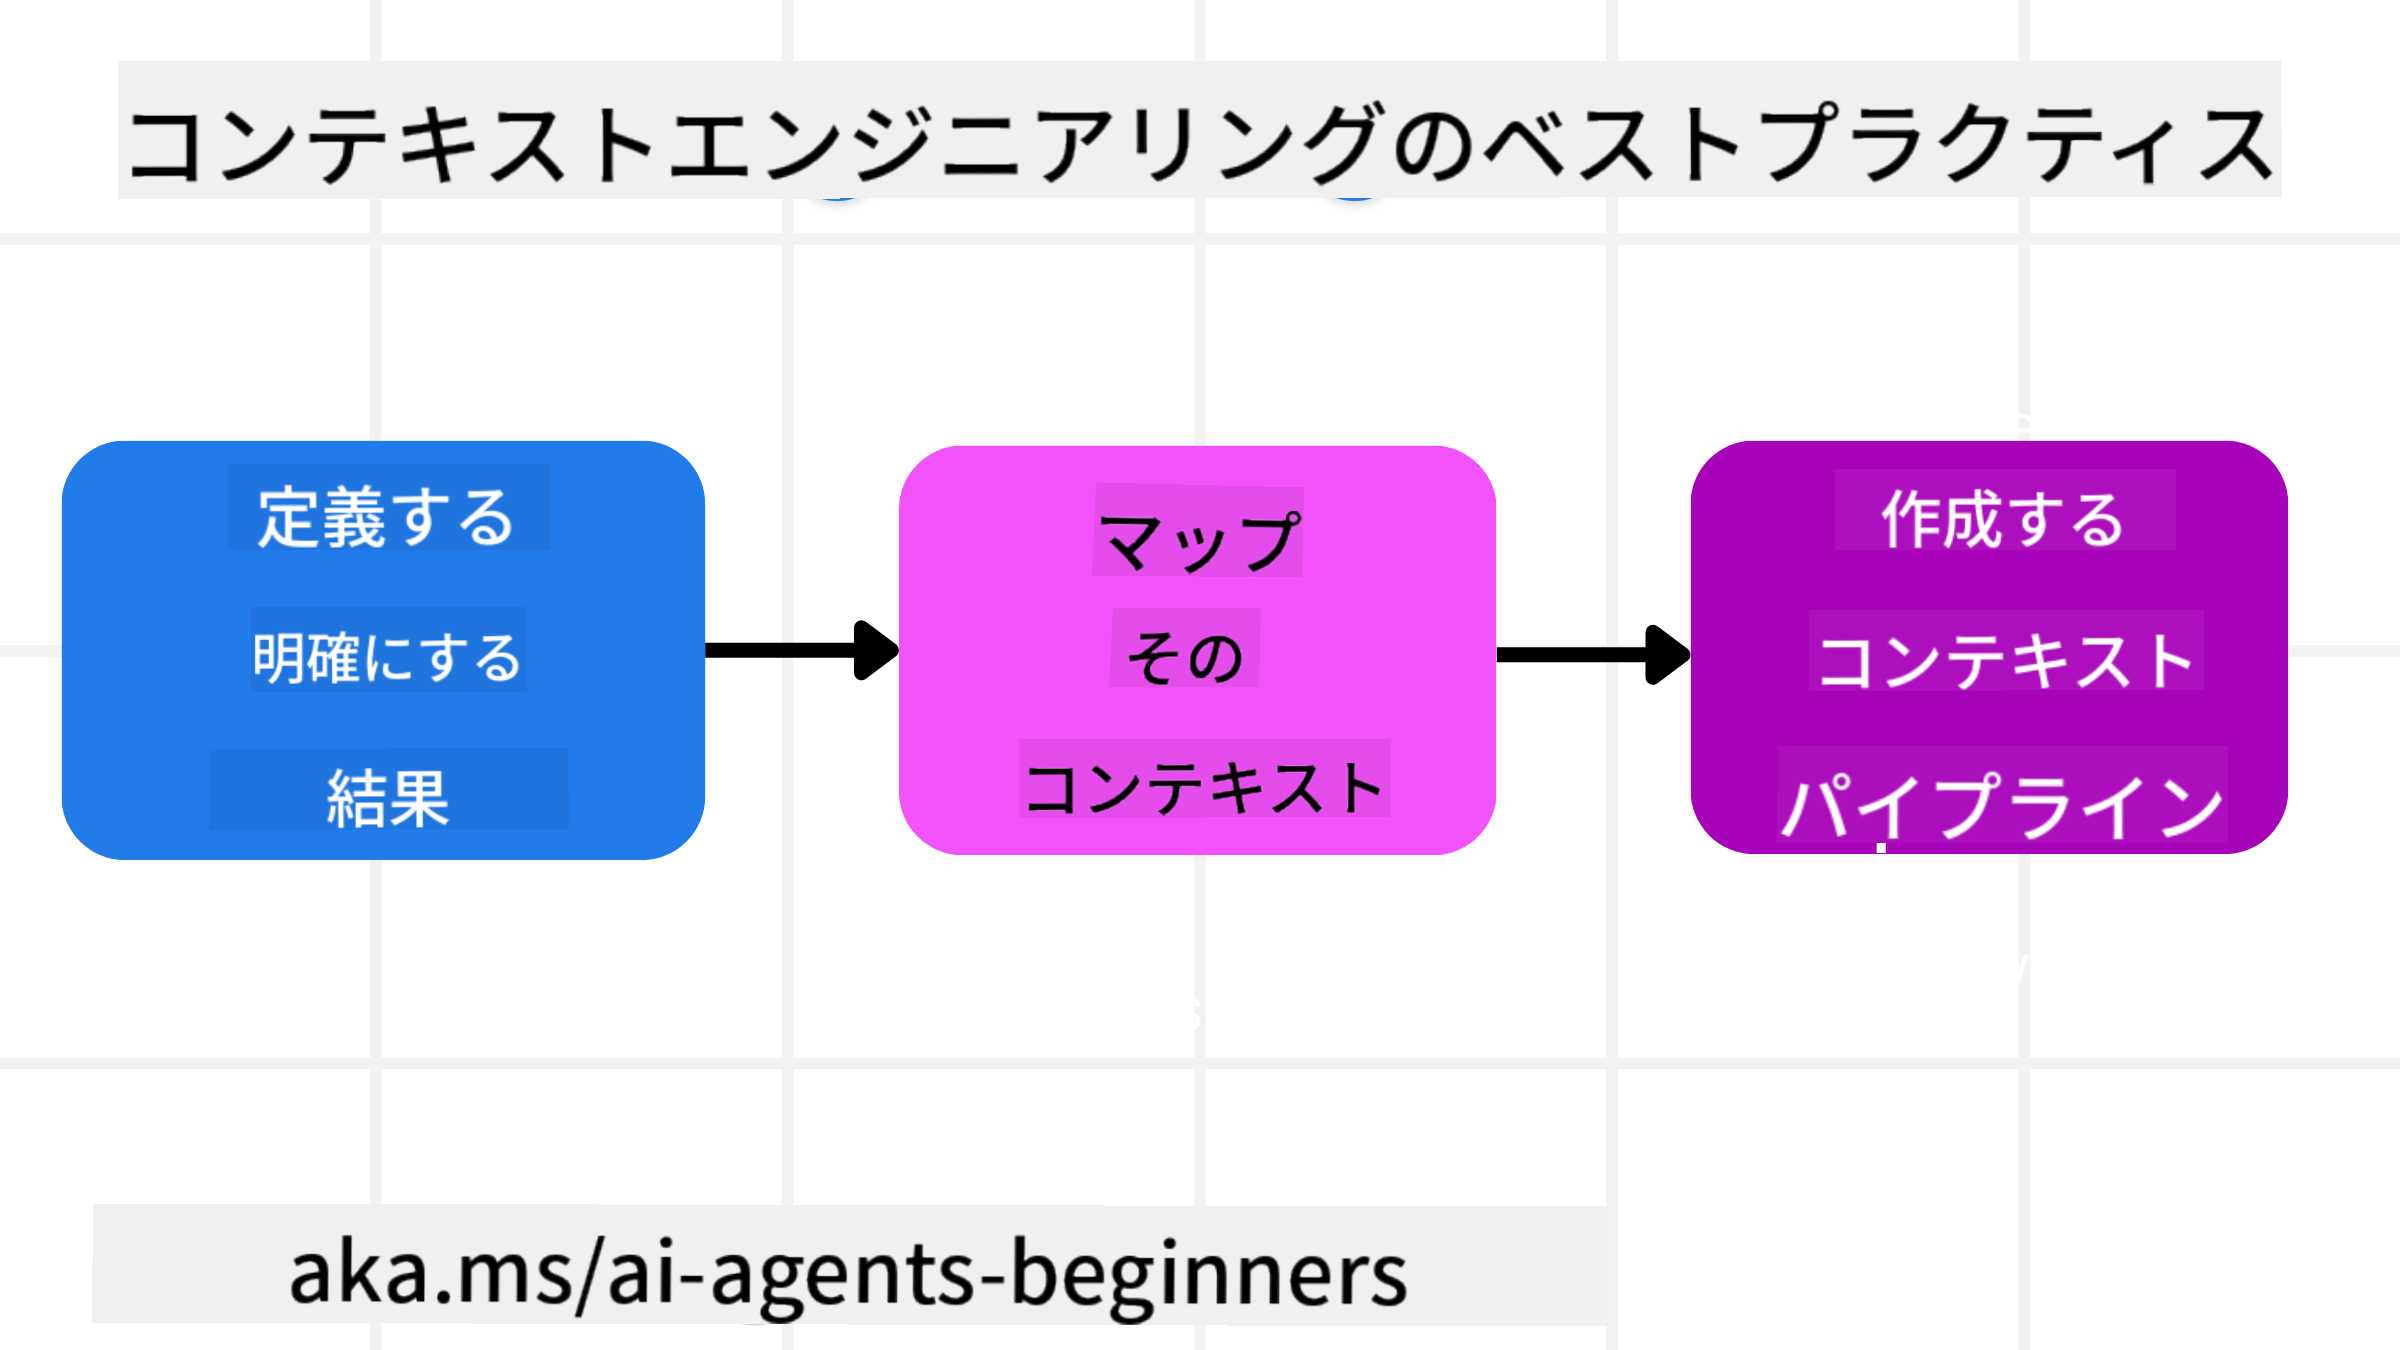 コンテキストエンジニアリングのベストプラクティス
定義する
明確にする
結果
マップ
その
コンテキスト
作成する
コンテキスト
パイプライン
aka.ms/ai-agents-beginners